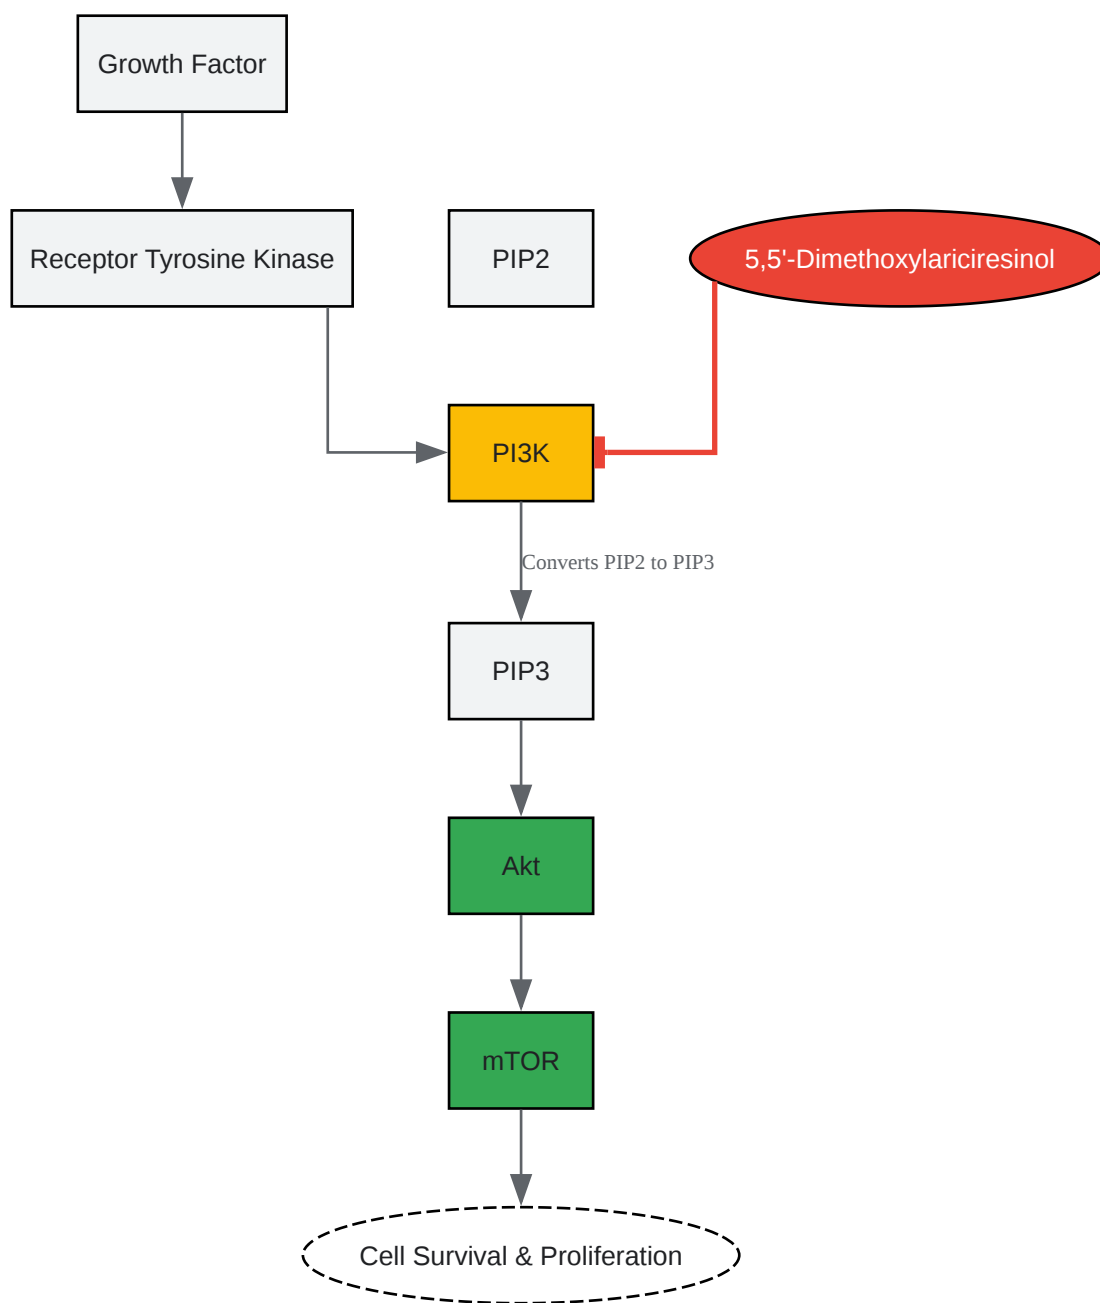 Growth Factor
Receptor Tyrosine Kinase
PIP2
5,5'-Dimethoxylariciresinol
PI3K
Converts PIP2 to PIP3
PIP3
Akt
mTOR
Cell Survival & Proliferation